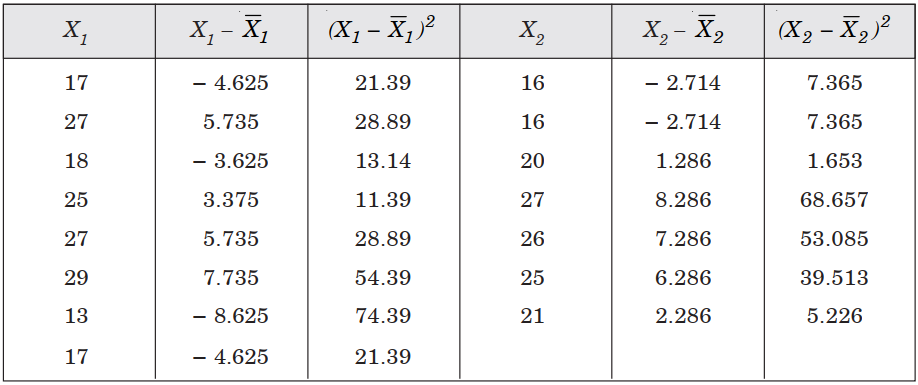 X₁ X₁ – X̅₁ (X₁ – X̅₁)² X₂ X₂ – X̅₂ (X₂ – X̅₂)²
17 – 4.625 21.39 16 – 2.714 7.365
27 5.735 28.89 16 – 2.714 7.365
18 – 3.625 13.14 20 1.286 1.653
25 3.375 11.39 27 8.286 68.657
27 5.735 28.89 26 7.286 53.085
29 7.735 54.39 25 6.286 39.513
13 – 8.625 74.39 21 2.286 5.226
17 – 4.625 21.39